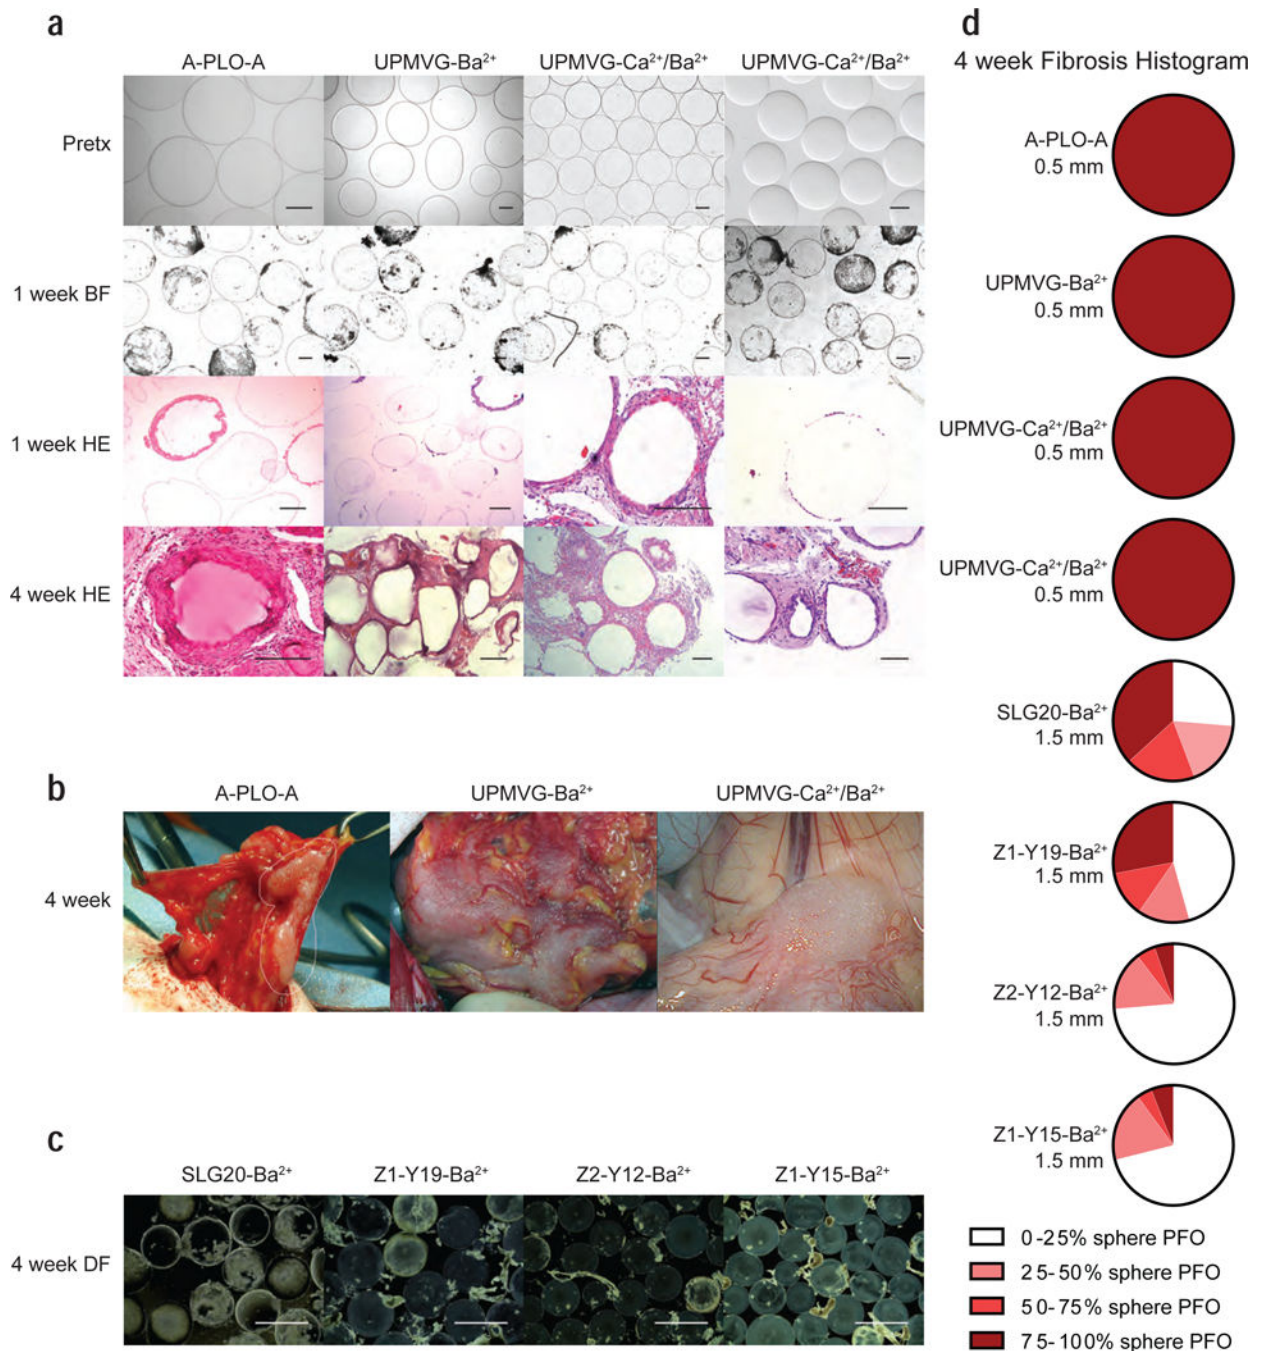 a
A-PLO-A
UPMVG-Ba²⁺
UPMVG-Ca²⁺/Ba²⁺
UPMVG-Ca²⁺/Ba²⁺
Pretx
1 week BF
1 week HE
4 week HE
b
A-PLO-A
UPMVG-Ba²⁺
UPMVG-Ca²⁺/Ba²⁺
4 week
c
SLG20-Ba²⁺
Z1-Y19-Ba²⁺
Z2-Y12-Ba²⁺
Z1-Y15-Ba²⁺
4 week DF
d
4 week Fibrosis Histogram
A-PLO-A
0.5 mm
UPMVG-Ba²⁺
0.5 mm
UPMVG-Ca²⁺/Ba²⁺
0.5 mm
UPMVG-Ca²⁺/Ba²⁺
0.5 mm
SLG20-Ba²⁺
1.5 mm
Z1-Y19-Ba²⁺
1.5 mm
Z2-Y12-Ba²⁺
1.5 mm
Z1-Y15-Ba²⁺
1.5 mm
0-25% sphere PFO
25-50% sphere PFO
50-75% sphere PFO
75-100% sphere PFO